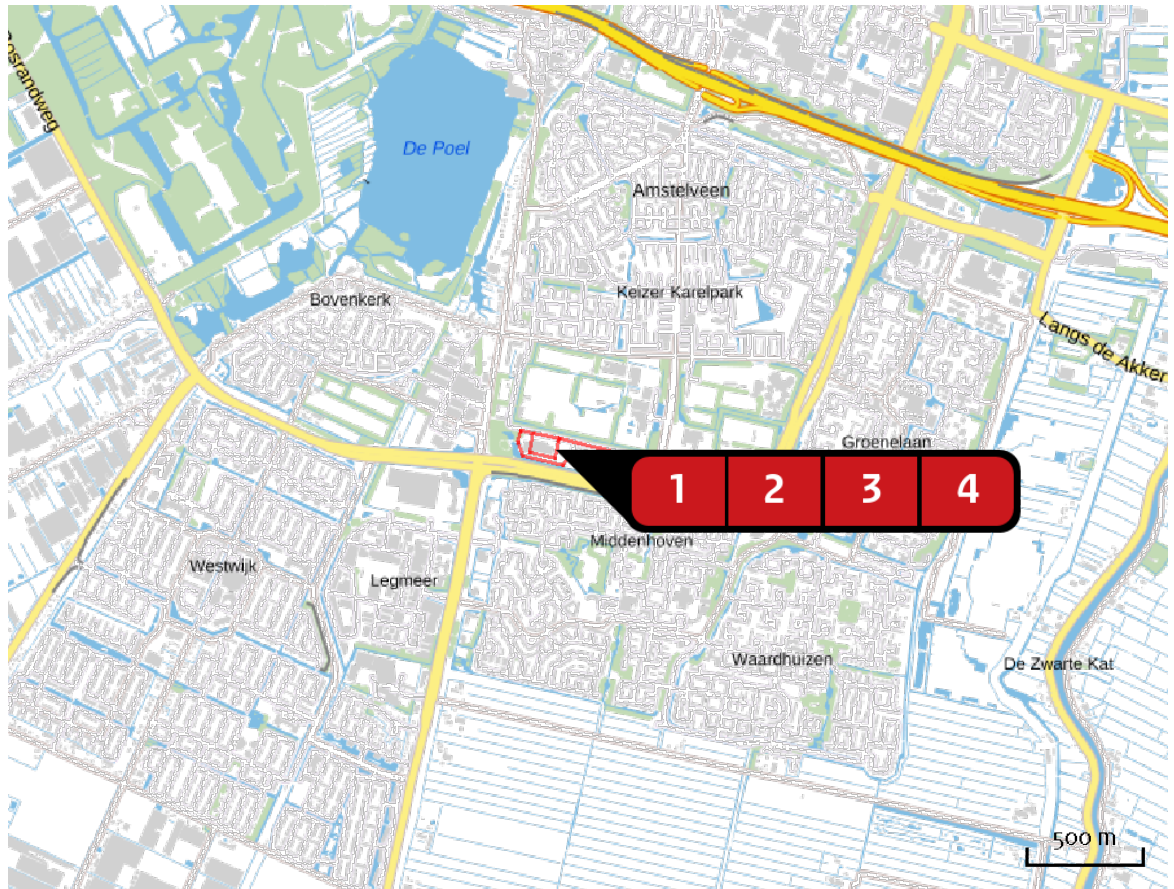 osrandweg
De Poel
Amstelveen
Bovenkerk
Keizer Karelpark
Langs de Akker
Groenelaan
1 2 3 4
Middenhoven
Westwijk
Legmeer
Waardhuizen
De Zwarte Kat
500 m